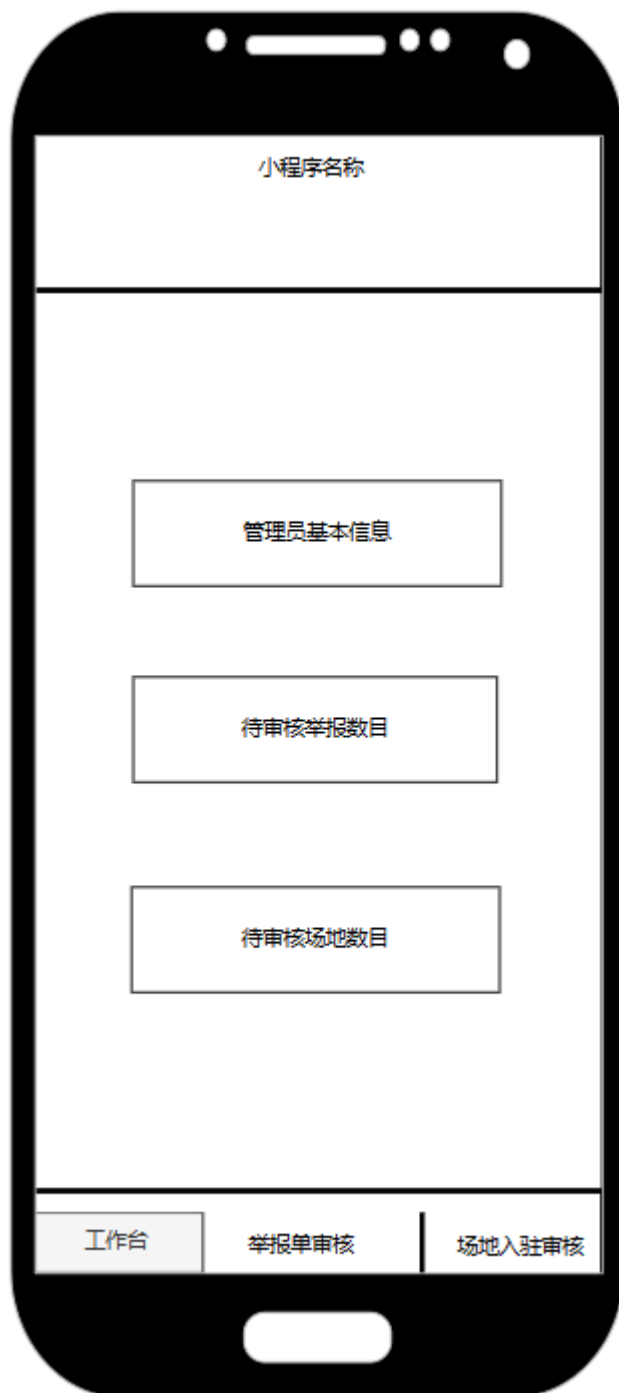 小程序名称
管理员基本信息
待审核举报数目
待审核场地数目
工作台
举报单审核
场地入驻审核